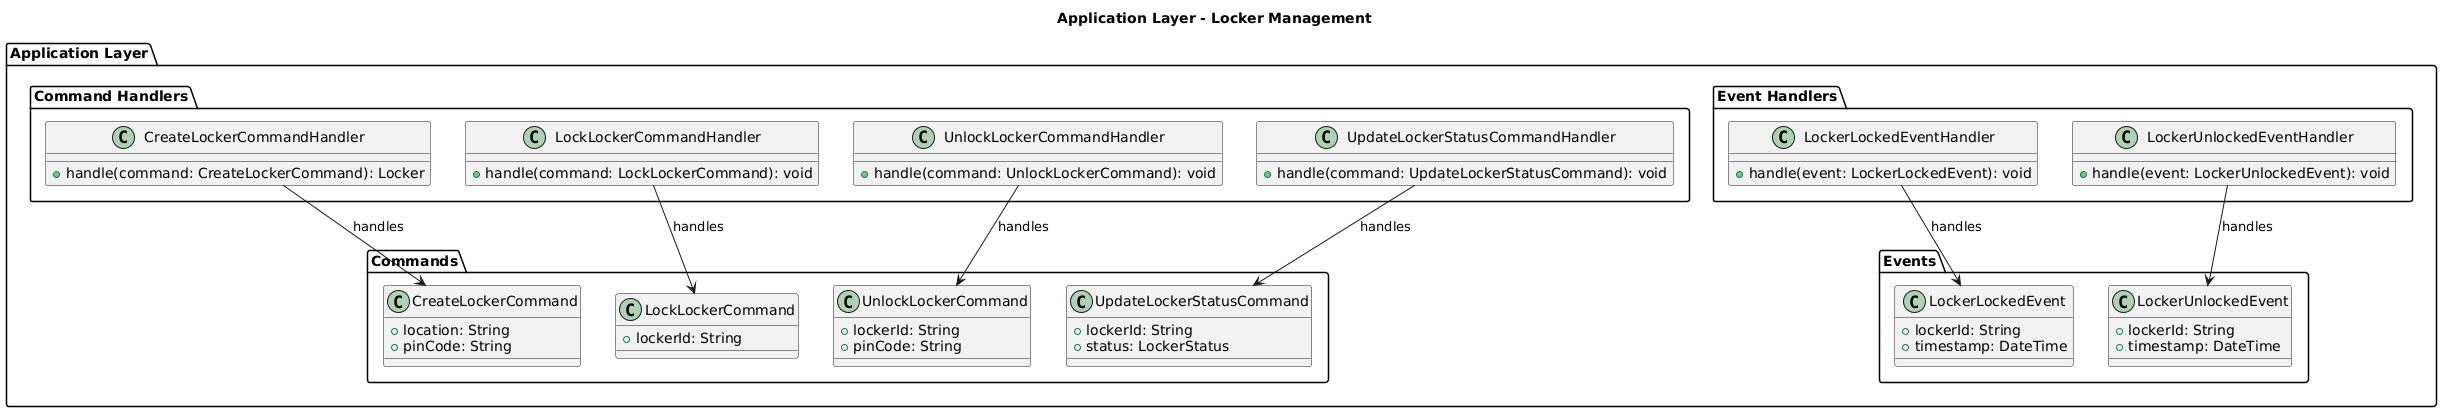 Application Layer - Locker Management
Application Layer
Command Handlers
C CreateLockerCommandHandler
handle(command: CreateLockerCommand): Locker
C LockLockerCommandHandler
handle(command: LockLockerCommand): void
C UnlockLockerCommandHandler
handle(command: UnlockLockerCommand): void
C UpdateLockerStatusCommandHandler
handle(command: UpdateLockerStatusCommand): void
Event Handlers
C LockerLockedEventHandler
handle(event: LockerLockedEvent): void
C LockerUnlockedEventHandler
handle(event: LockerUnlockedEvent): void
handles
handles
handles
handles
handles
handles
Commands
C CreateLockerCommand
location: String
pinCode: String
C LockLockerCommand
lockerId: String
C UnlockLockerCommand
lockerId: String
pinCode: String
C UpdateLockerStatusCommand
lockerId: String
status: LockerStatus
Events
C LockerLockedEvent
lockerId: String
timestamp: DateTime
C LockerUnlockedEvent
lockerId: String
timestamp: DateTime